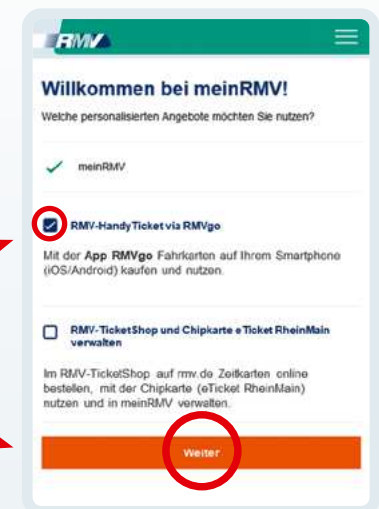 RMV
Willkommen bei meinRMV!
Welche personalisierten Angebote möchten Sie nutzen?
meinRMV
RMV-HandyTicket via RMVgo
Mit der App RMVgo Fahrkarten auf Ihrem Smartphone
(iOS/Android) kaufen und nutzen.
RMV-TicketShop und Chipkarte eTicket RheinMain
verwalten
Im RMV-TicketShop auf rmv.de Zeitkarten online
bestellen, mit der Chipkarte (eTicket RheinMain)
nutzen und in meinRMV verwalten.
Weiter